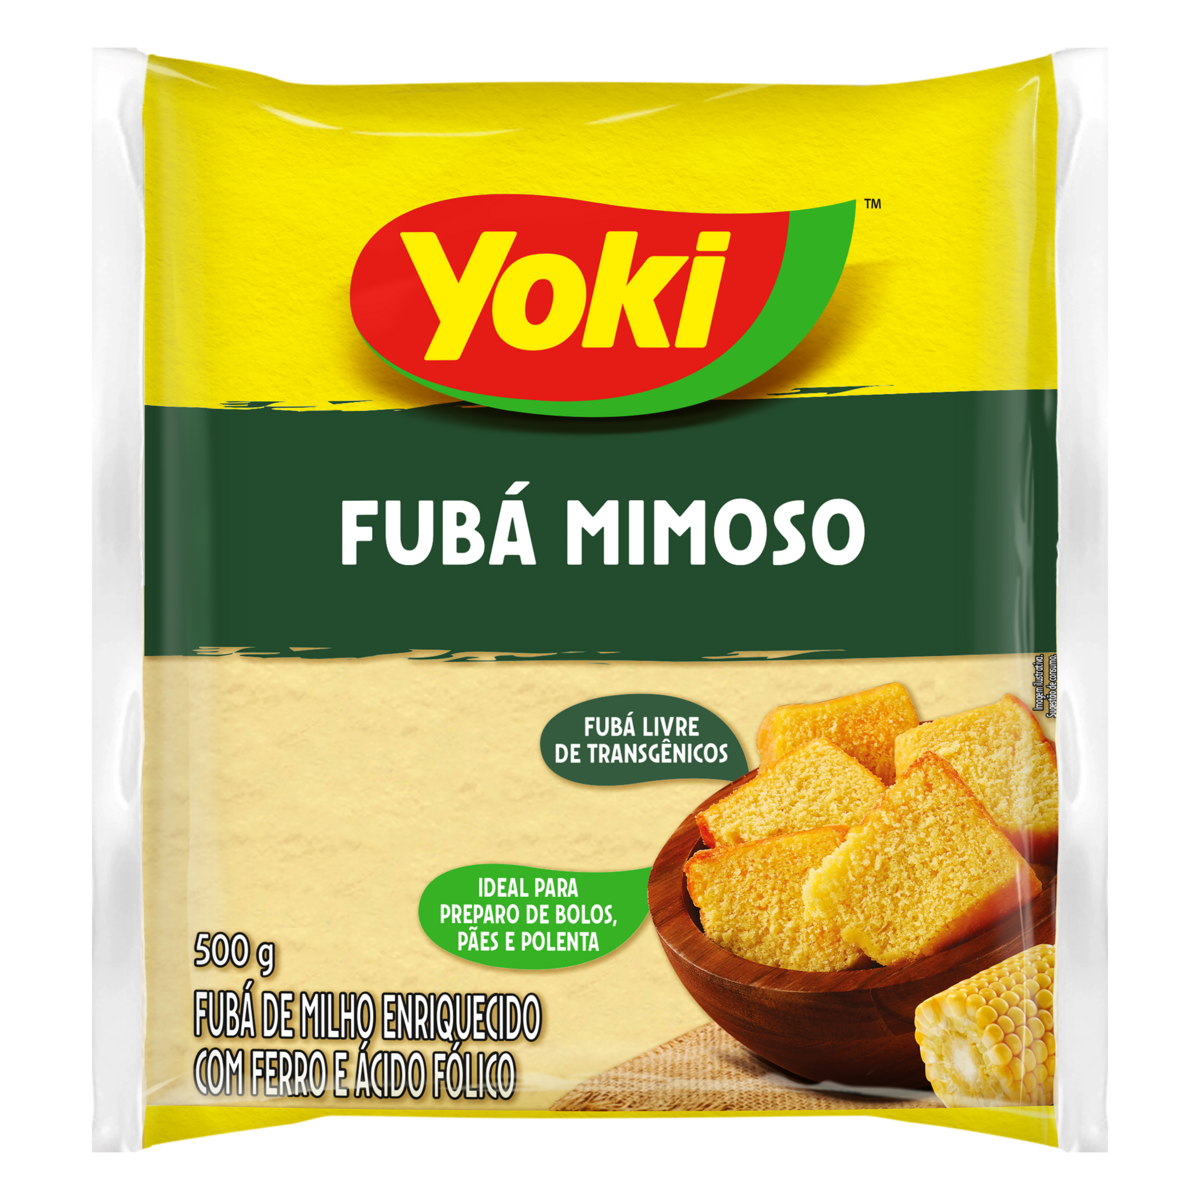 Yoki
TM
FUBÁ MIMOSO
Imagem ilustrativa.
Sugestão de consumo.
FUBÁ LIVRE
DE TRANSGÊNICOS
IDEAL PARA
PREPARO DE BOLOS,
PÃES E POLENTA
500 g
FUBÁ DE MILHO ENRIQUECIDO
COM FERRO E ÁCIDO FÓLICO